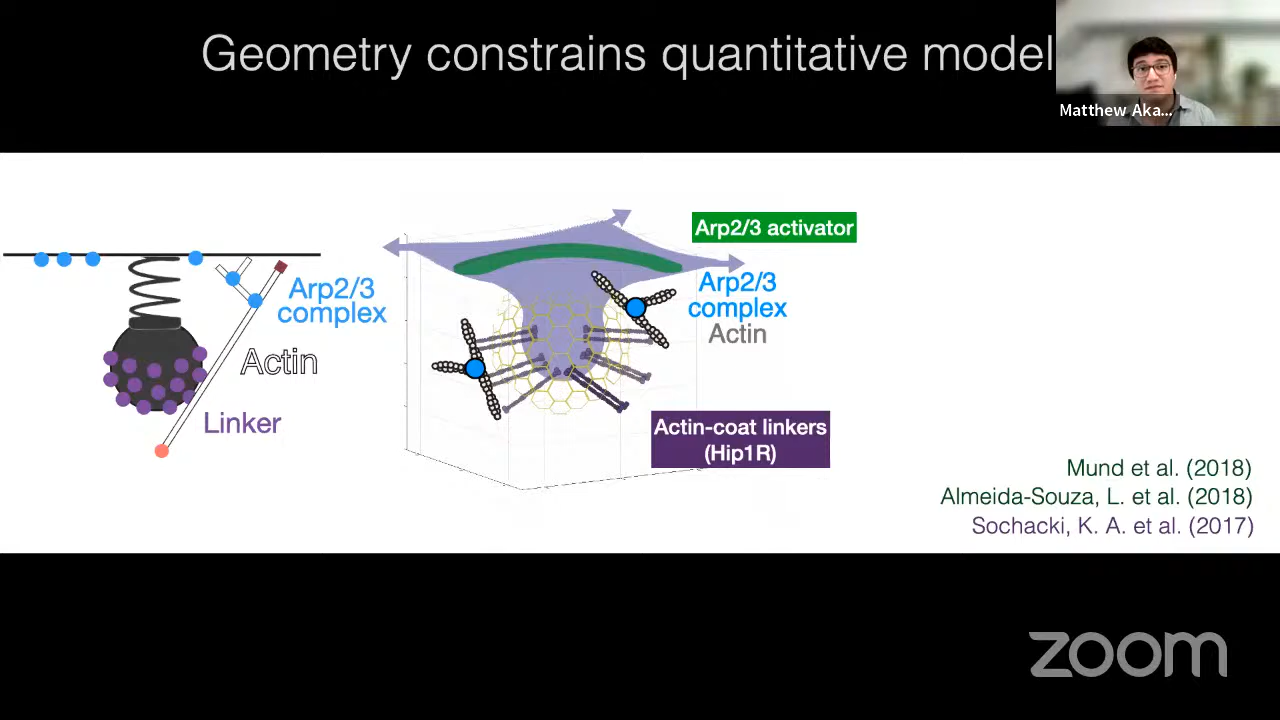 Geometry constrains quantitative model
Matthew Aka...
Arp2/3
complex
Actin
Linker
Arp2/3 activator
Arp2/3
complex
Actin
Actin-coat linkers
(Hip1R)
Mund et al. (2018)
Almeida-Souza, L. et al. (2018)
Sochacki, K. A. et al. (2017)
zoom